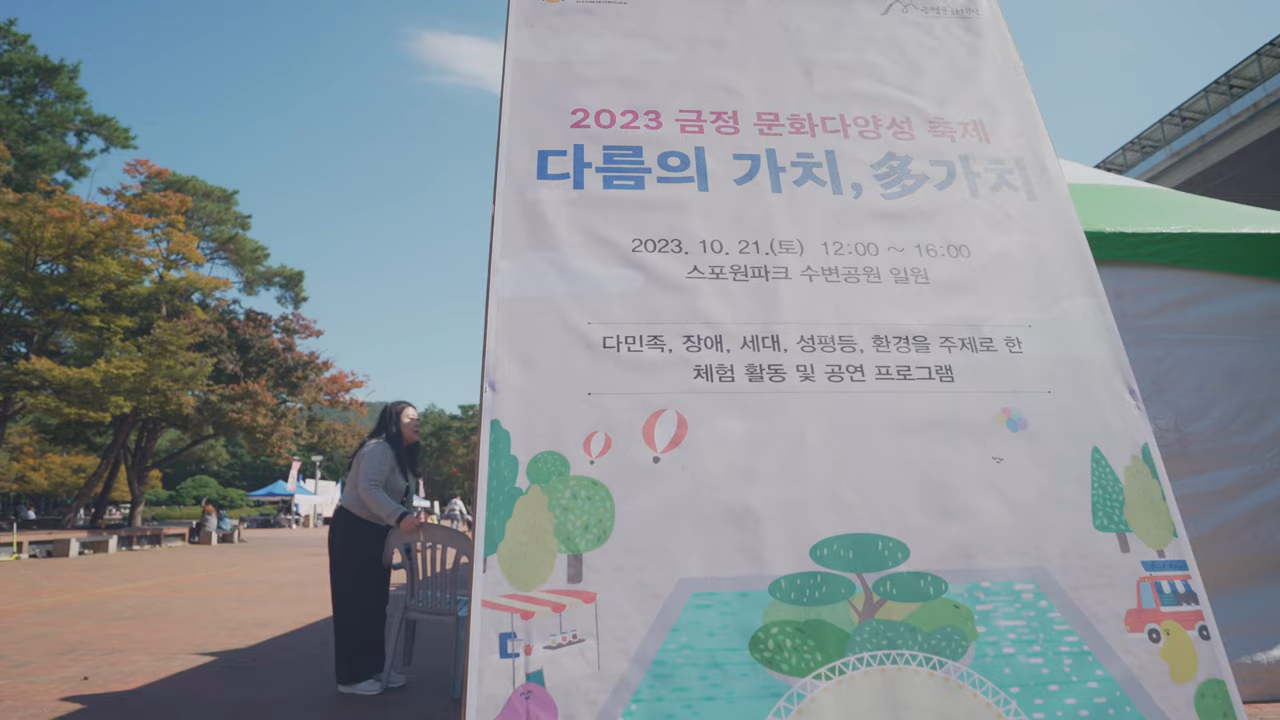 2023 금정 문화다양성 축제
다름의 가치, 多가치
2023. 10. 21.(토) 12:00 ~ 16:00
스포원파크 수변공원 일원
다민족, 장애, 세대, 성평등, 환경을 주제로 한
체험 활동 및 공연 프로그램